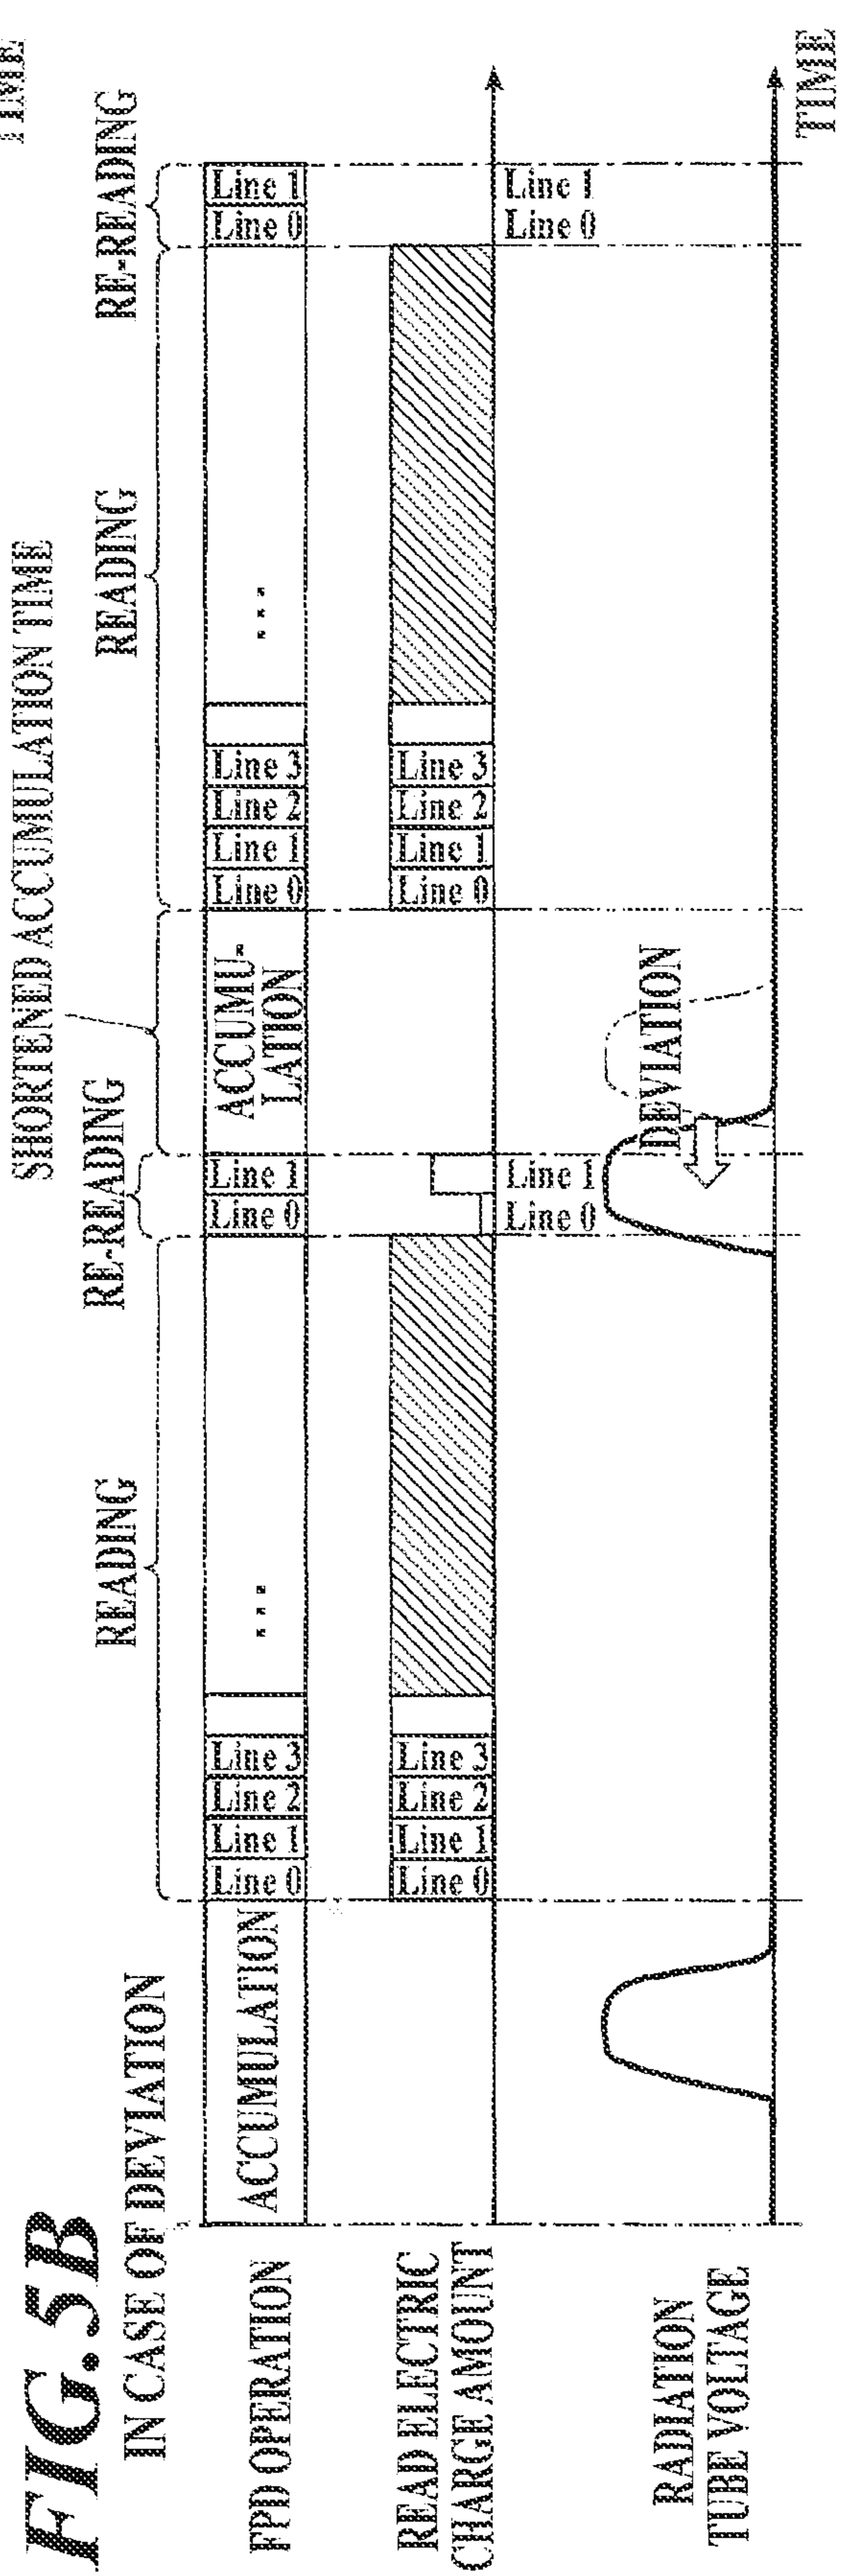 TIME
FIG.5B
IN CASE OF DEVIATION
SHORTENED ACCUMULATION TIME
READING
RE-READING
READING
RE-READING
FPD OPERATION
ACCUMULATION
Line 0
Line 1
Line 2
Line 3
...
Line 0
Line 1
ACCUMU-
LATION
Line 0
Line 1
Line 2
Line 3
...
Line 0
Line 1
READ ELECTRIC
CHARGE AMOUNT
Line 0
Line 1
Line 2
Line 3
Line 0
Line 1
Line 0
Line 1
Line 2
Line 3
Line 0
Line 1
RADIATION
TUBE VOLTAGE
DEVIATION
TIME